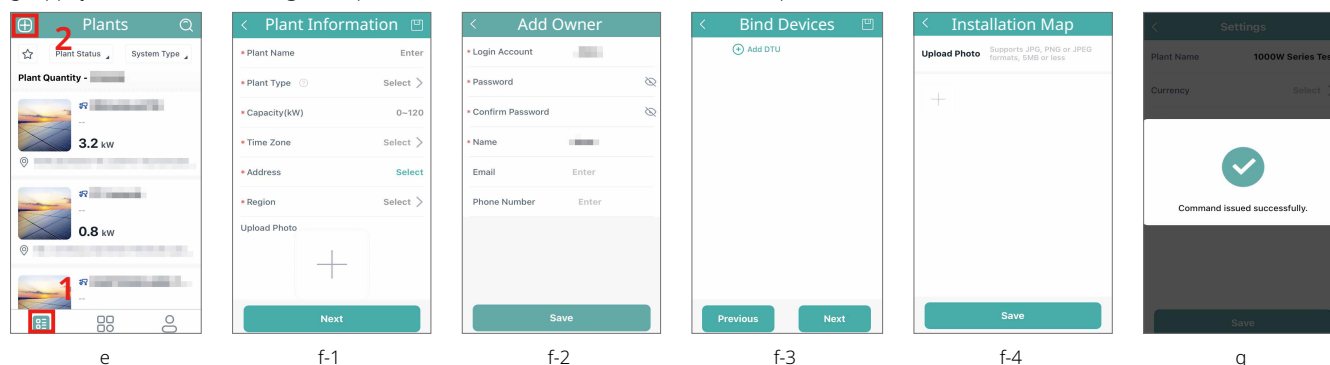 Plants
2
Plant Status
System Type
Plant Quantity -
--
3.2 kW
--
0.8 kW
1
--
e
Plant Information
* Plant Name Enter
* Plant Type Select
* Capacity(kW) 0~120
* Time Zone Select
* Address Select
* Region Select
Upload Photo
Next
f-1
Add Owner
* Login Account
* Password
* Confirm Password
* Name
Email Enter
Phone Number Enter
Save
f-2
Bind Devices
Add DTU
Previous Next
f-3
Installation Map
Upload Photo Supports JPG, PNG or JPEG
formats, 5MB or less
Save
f-4
Settings
Plant Name 1000W Series Tes
Currency Select
Command issued successfully.
Save